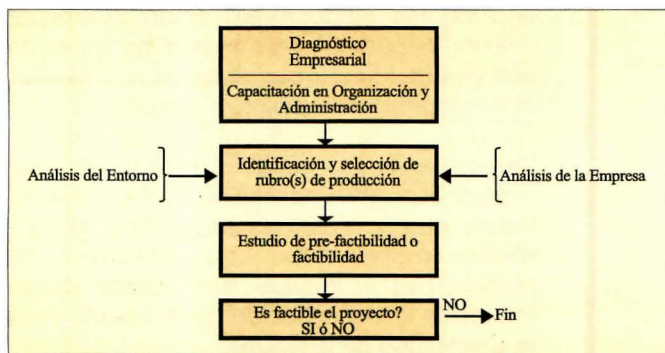 Diagnóstico
Empresarial
Capacitación en Organización y
Administración
Análisis del Entorno
Identificación y selección de
rubro(s) de producción
Análisis de la Empresa
Estudio de pre-factibilidad o
factibilidad
Es factible el proyecto?
SI ó NO
NO
Fin